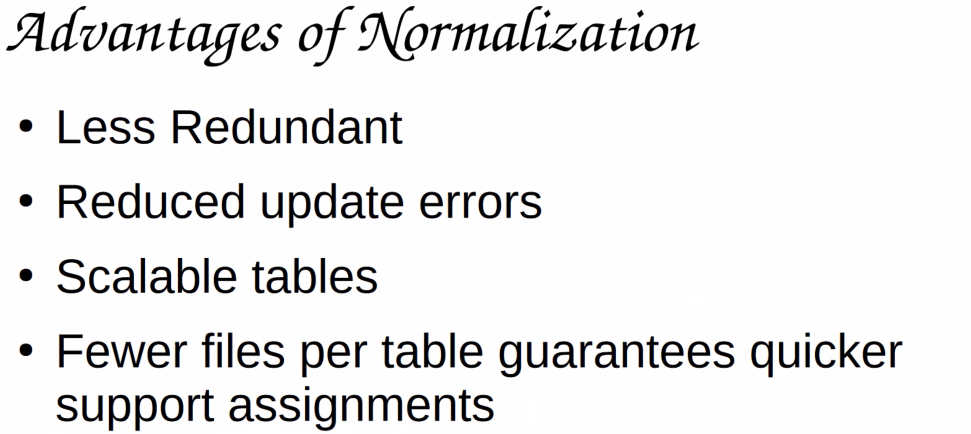 Advantages of Normalization
• Less Redundant
• Reduced update errors
• Scalable tables
• Fewer files per table guarantees quicker
support assignments